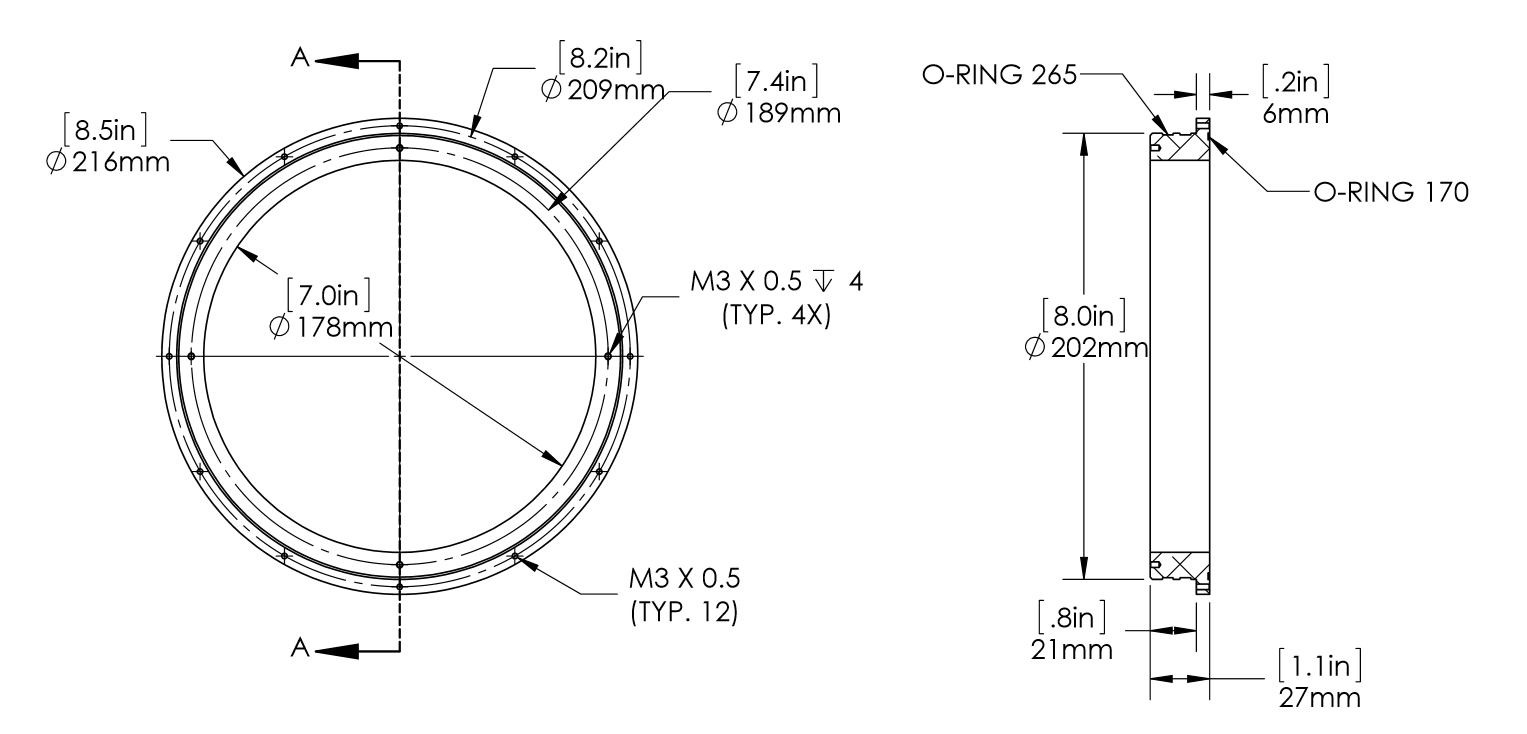 A
[8.2in]
⌀ 209mm
[7.4in]
⌀ 189mm
[8.5in]
⌀ 216mm
[7.0in]
⌀ 178mm
M3 X 0.5 ↧ 4
(TYP. 4X)
M3 X 0.5
(TYP. 12)
A
O-RING 265
[.2in]
6mm
O-RING 170
[8.0in]
⌀ 202mm
[.8in]
21mm
[1.1in]
27mm